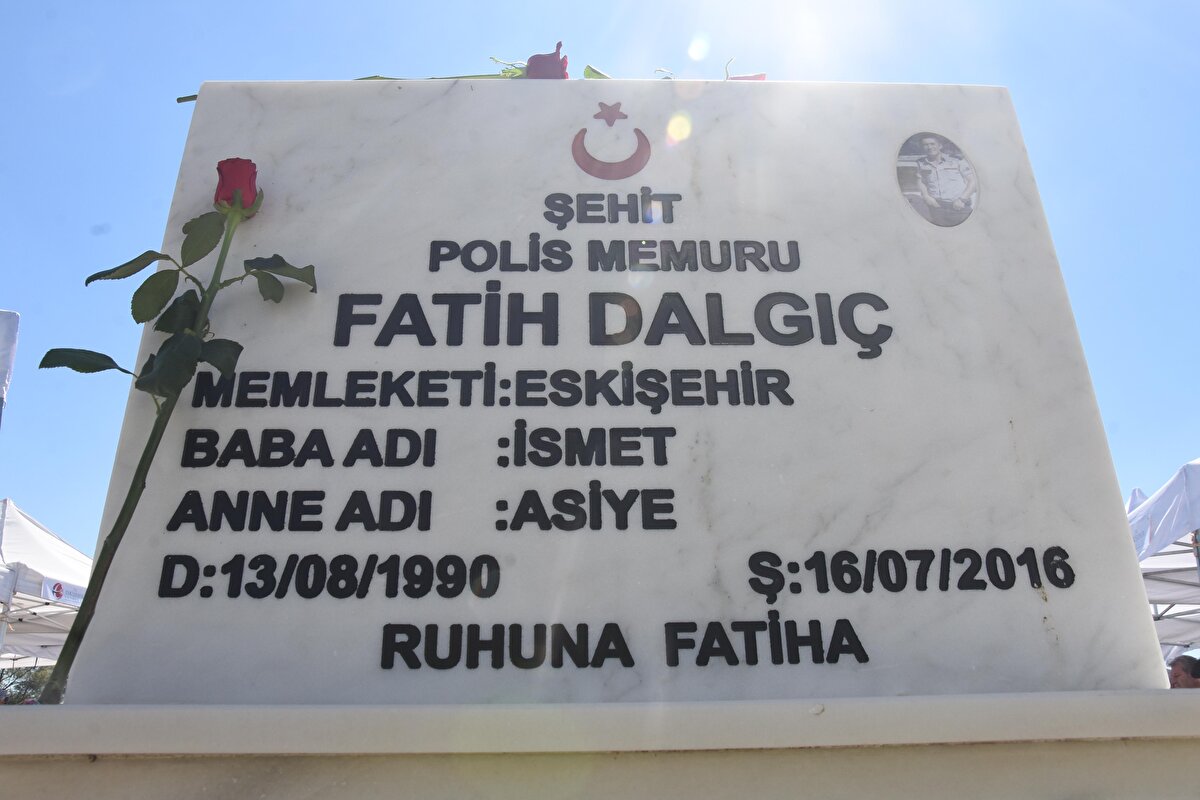 ŞEHİT
POLİS MEMURU
FATİH DALGIÇ
MEMLEKETİ:ESKİŞEHİR
BABA ADI :İSMET
ANNE ADI :ASİYE
D:13/08/1990 Ş:16/07/2016
RUHUNA FATİHA